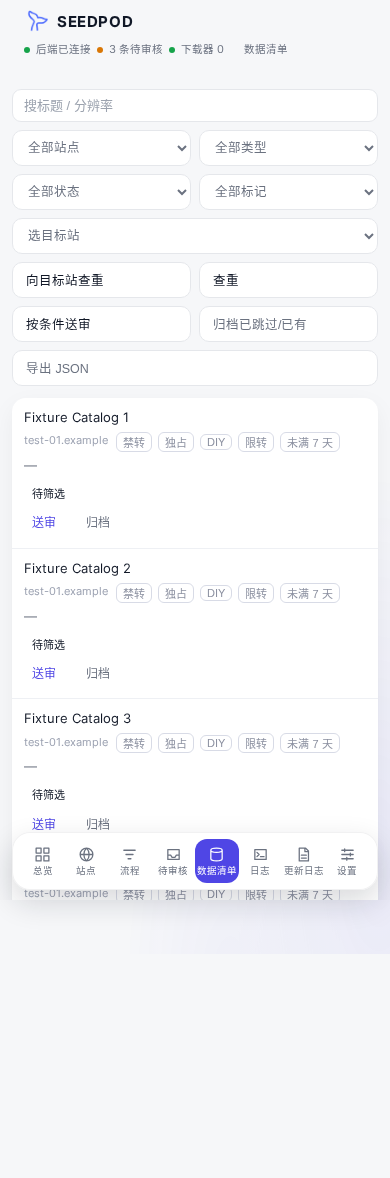 SEEDPOD
后端已连接 3 条待审核 下载器 0 数据清单
搜标题 / 分辨率
全部站点 全部类型
全部状态 全部标记
选目标站
向目标站查重 查重
按条件送审 归档已跳过/已有
导出 JSON
Fixture Catalog 1
test-01.example 禁转 独占 DIY 限转 未满 7 天
—
待筛选
送审 归档
Fixture Catalog 2
test-01.example 禁转 独占 DIY 限转 未满 7 天
—
待筛选
送审 归档
Fixture Catalog 3
test-01.example 禁转 独占 DIY 限转 未满 7 天
—
待筛选
送审 归档
总览 站点 流程 待审核 数据清单 日志 更新日志 设置
test-01.example 禁转 独占 DIY 限转 未满 7 天